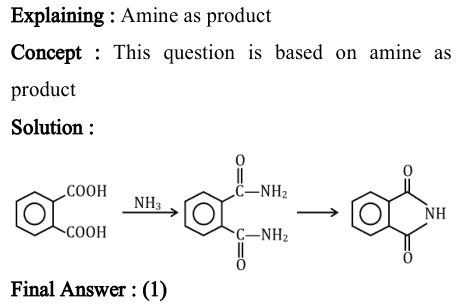 Explaining : Amine as product
Concept : This question is based on amine as
product
Solution :
COOH
COOH
NH₃
O
C—NH₂
C—NH₂
O
O
NH
O
Final Answer : (1)